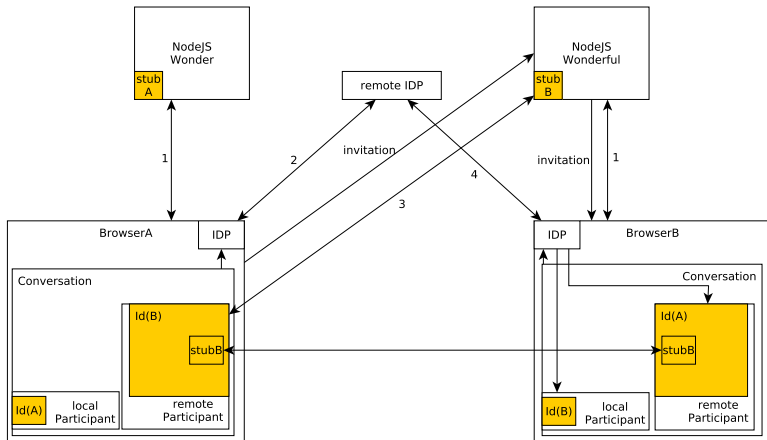 NodeJS
Wonder
stub
A
remote IDP
NodeJS
Wonderful
stub
B
invitation
1
2
3
4
invitation
1
BrowserA
IDP
Conversation
Id(B)
stubB
Id(A)
local
Participant
remote
Participant
IDP
BrowserB
Conversation
Id(A)
stubB
Id(B)
local
Participant
remote
Participant